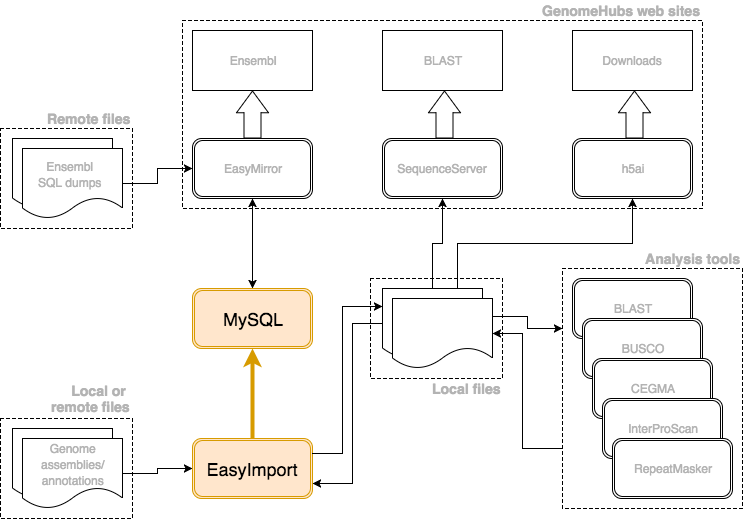 GenomeHubs web sites
Ensembl
BLAST
Downloads
Remote files
Ensembl
SQL dumps
EasyMirror
SequenceServer
h5ai
Analysis tools
MySQL
BLAST
BUSCO
CEGMA
InterProScan
RepeatMasker
Local files
Local or
remote files
Genome
assemblies/
annotations
EasyImport